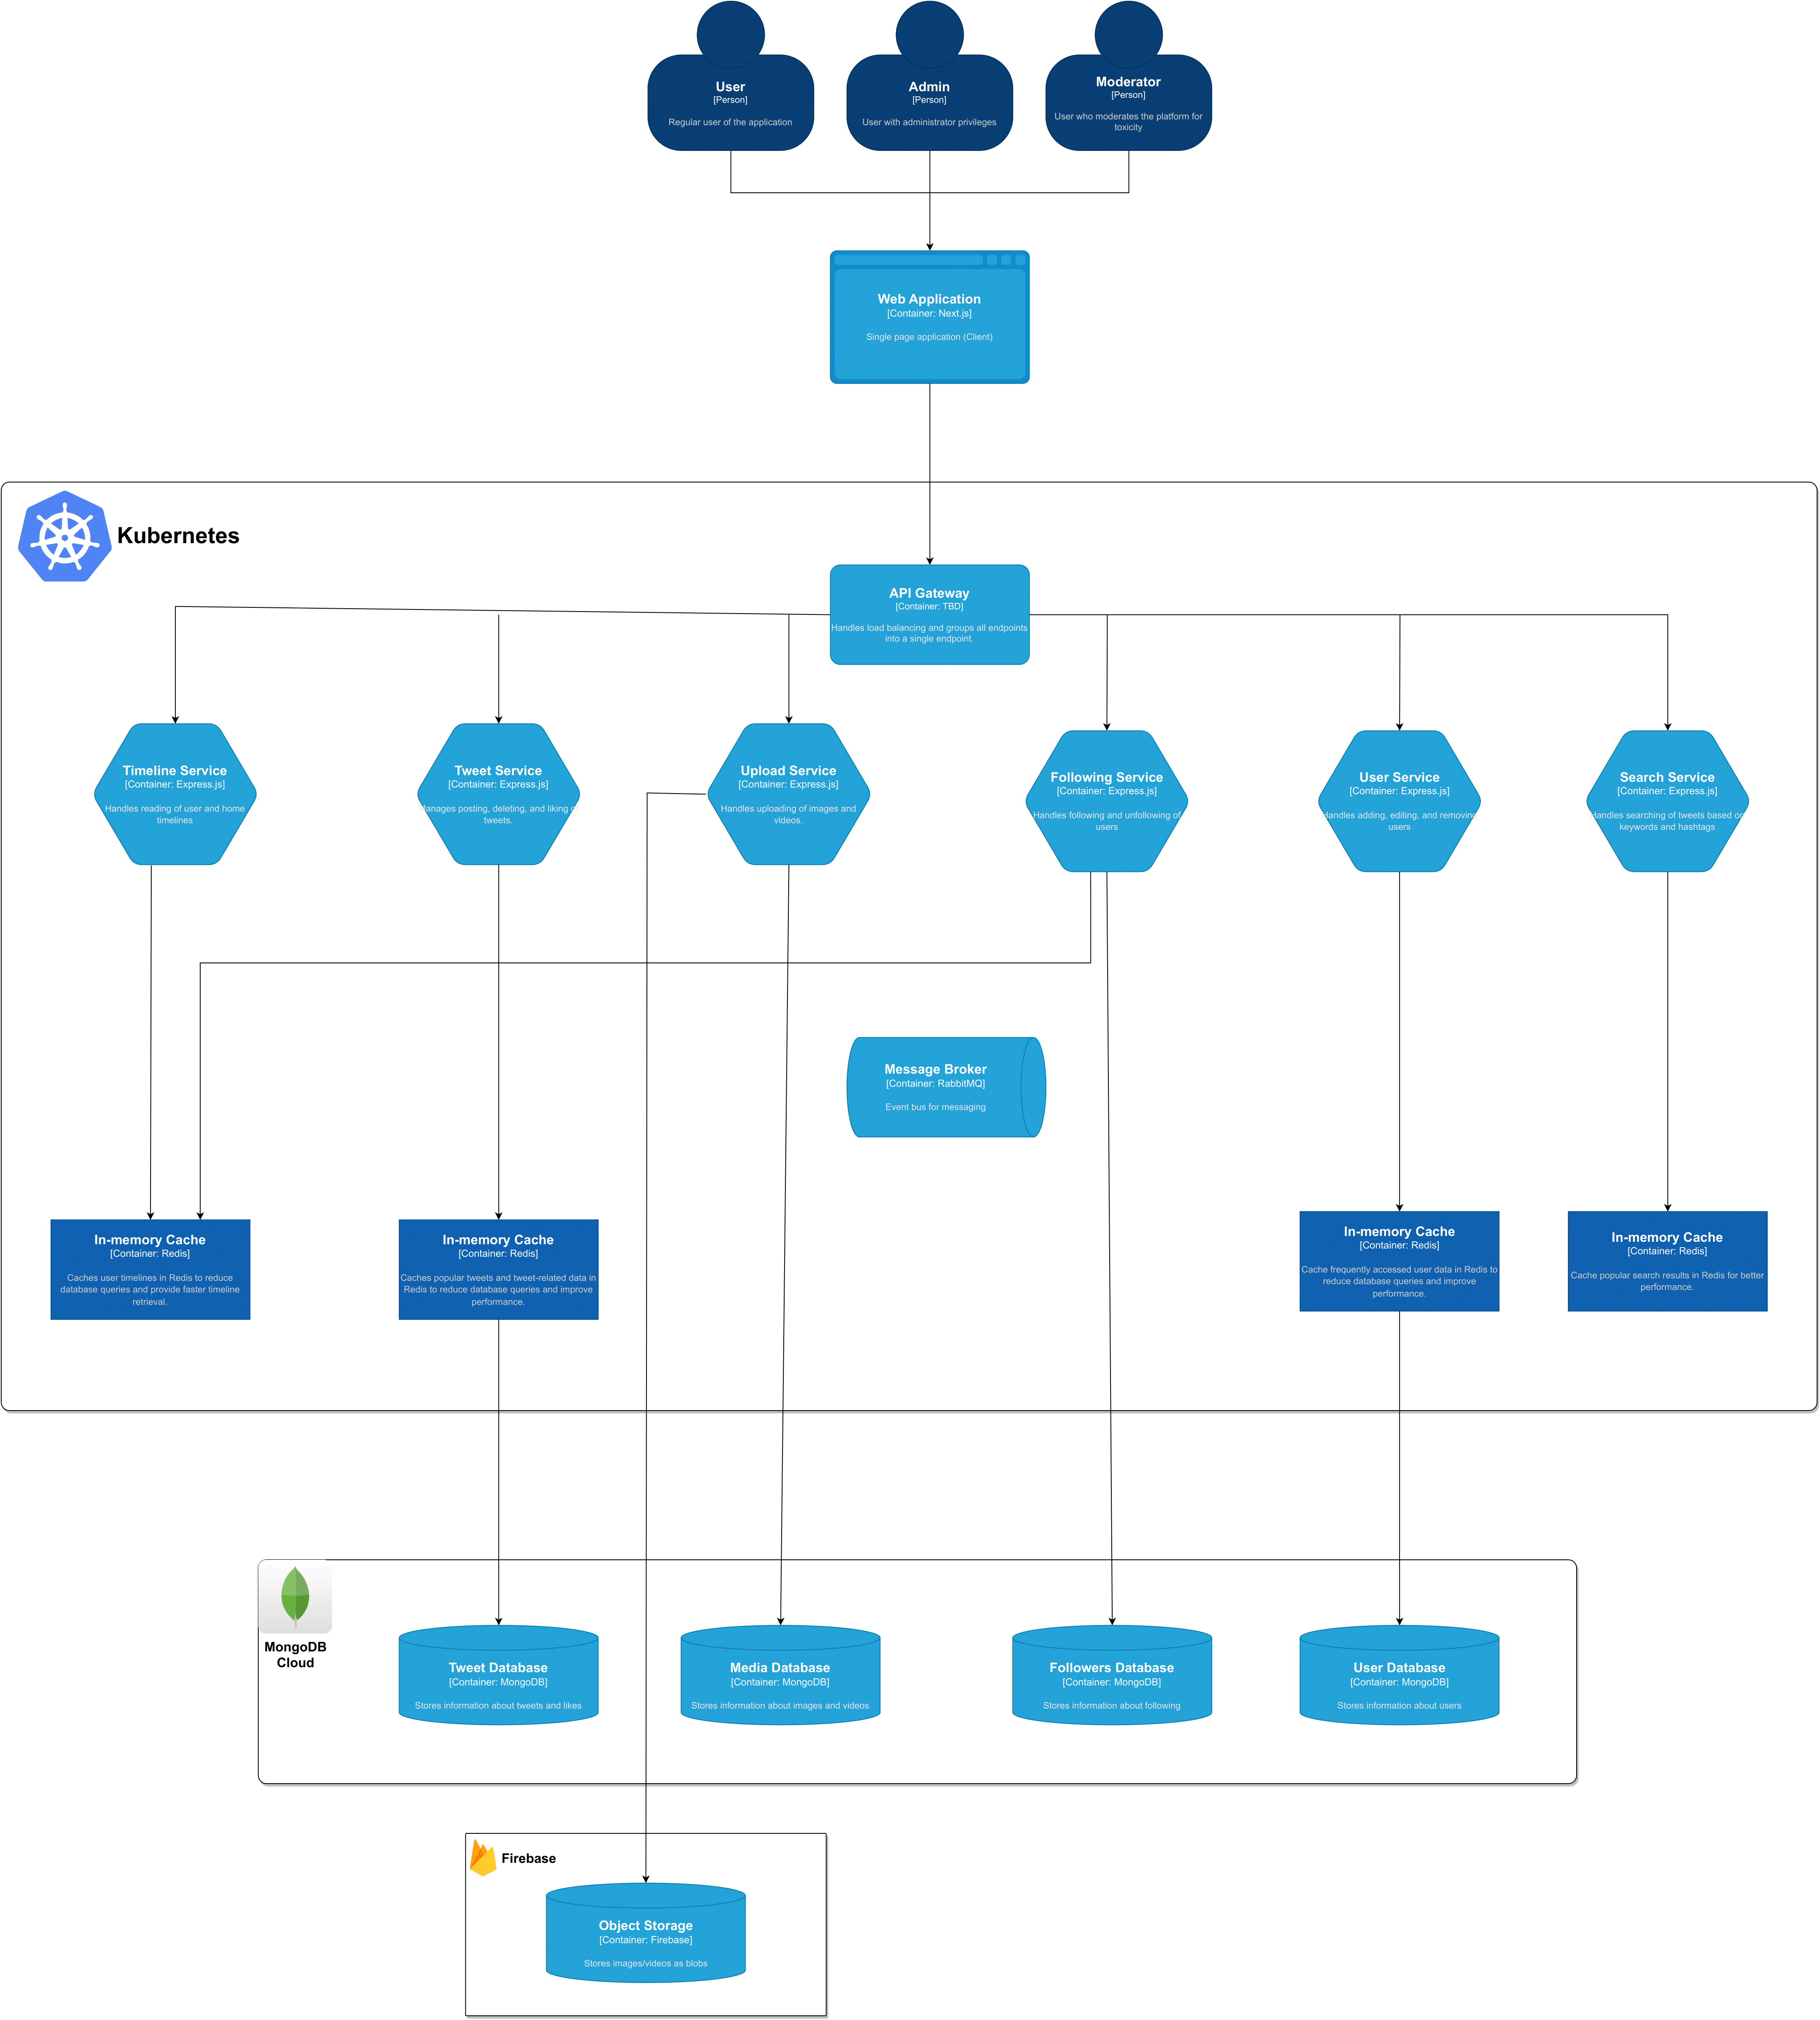 User
[Person]
Regular user of the application
Admin
[Person]
User with administrator privileges
Moderator
[Person]
User who moderates the platform for
toxicity
Web Application
[Container: Next.js]
Single page application (Client)
Kubernetes
API Gateway
[Container: TBD]
Handles load balancing and groups all endpoints
into a single endpoint.
Timeline Service
[Container: Express.js]
Handles reading of user and home
timelines
Tweet Service
[Container: Express.js]
Manages posting, deleting, and liking of
tweets.
Upload Service
[Container: Express.js]
Handles uploading of images and
videos.
Following Service
[Container: Express.js]
Handles following and unfollowing of
users
User Service
[Container: Express.js]
Handles adding, editing, and removing
users
Search Service
[Container: Express.js]
Handles searching of tweets based on
keywords and hashtags
Message Broker
[Container: RabbitMQ]
Event bus for messaging
In-memory Cache
[Container: Redis]
Caches user timelines in Redis to reduce
database queries and provide faster timeline
retrieval.
In-memory Cache
[Container: Redis]
Caches popular tweets and tweet-related data in
Redis to reduce database queries and improve
performance.
In-memory Cache
[Container: Redis]
Cache frequently accessed user data in Redis to
reduce database queries and improve
performance.
In-memory Cache
[Container: Redis]
Cache popular search results in Redis for better
performance.
MongoDB
Cloud
Tweet Database
[Container: MongoDB]
Stores information about tweets and likes
Media Database
[Container: MongoDB]
Stores information about images and videos
Followers Database
[Container: MongoDB]
Stores information about following
User Database
[Container: MongoDB]
Stores information about users
Firebase
Object Storage
[Container: Firebase]
Stores images/videos as blobs